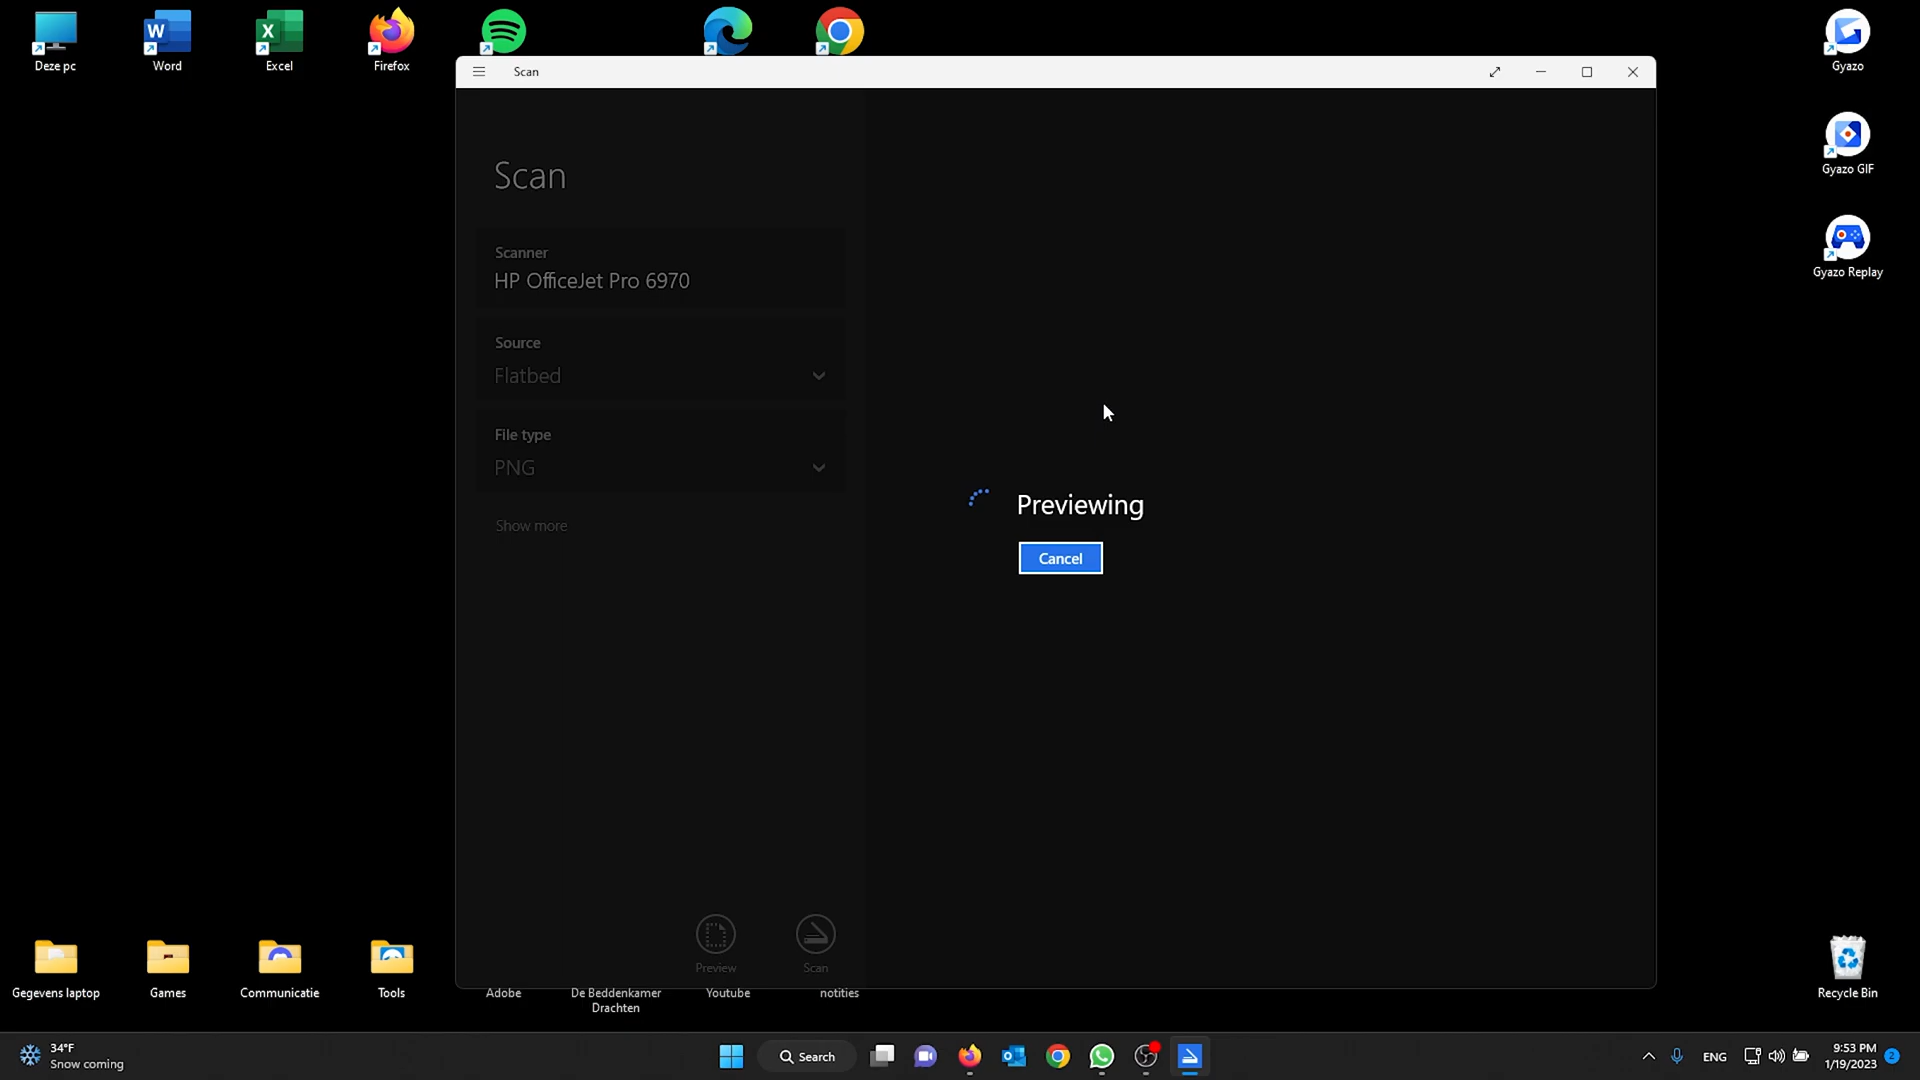 Deze pc
Word
Excel
Firefox
Gyazo
Scan
Gyazo GIF
Gyazo Replay
Scan
Scanner
HP OfficeJet Pro 6970
Source
Flatbed
File type
PNG
Show more
Previewing
Cancel
Preview
Scan
Gegevens laptop
Games
Communicatie
Tools
Adobe
De Beddenkamer
Drachten
Youtube
notities
Recycle Bin
34°F
Snow coming
Search
ENG
9:53 PM
1/19/2023
2